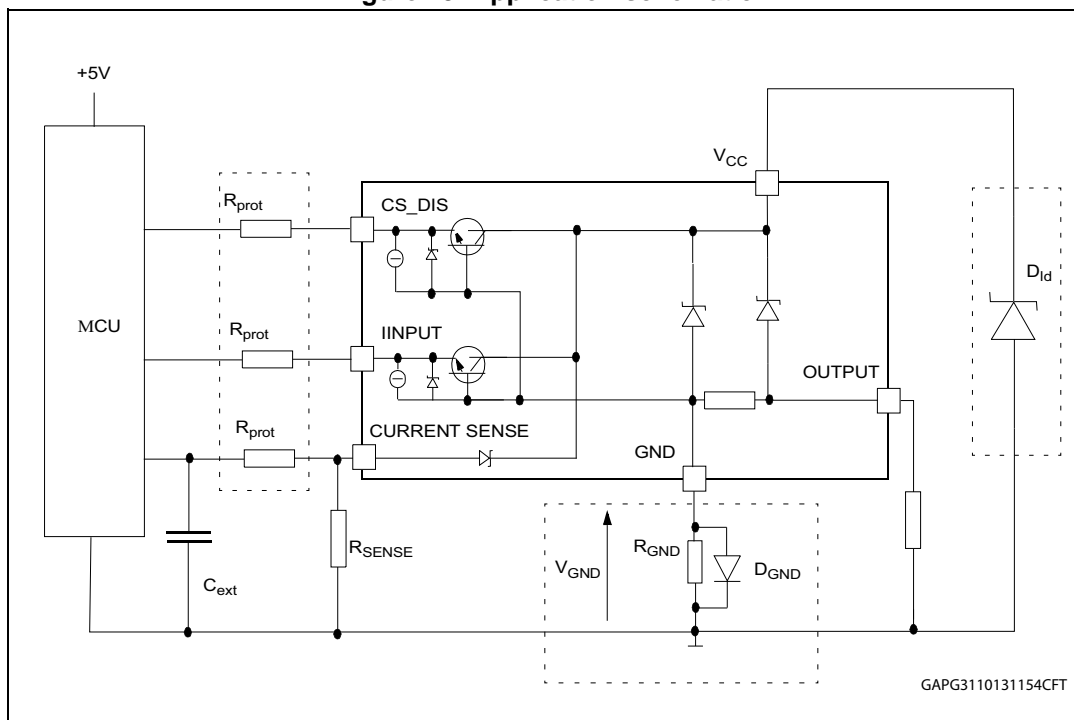 +5V
V_CC
R_prot
CS_DIS
D_ld
MCU
R_prot
IINPUT
OUTPUT
R_prot
CURRENT SENSE
GND
R_SENSE
R_GND
V_GND
D_GND
C_ext
GAPG3110131154CFT